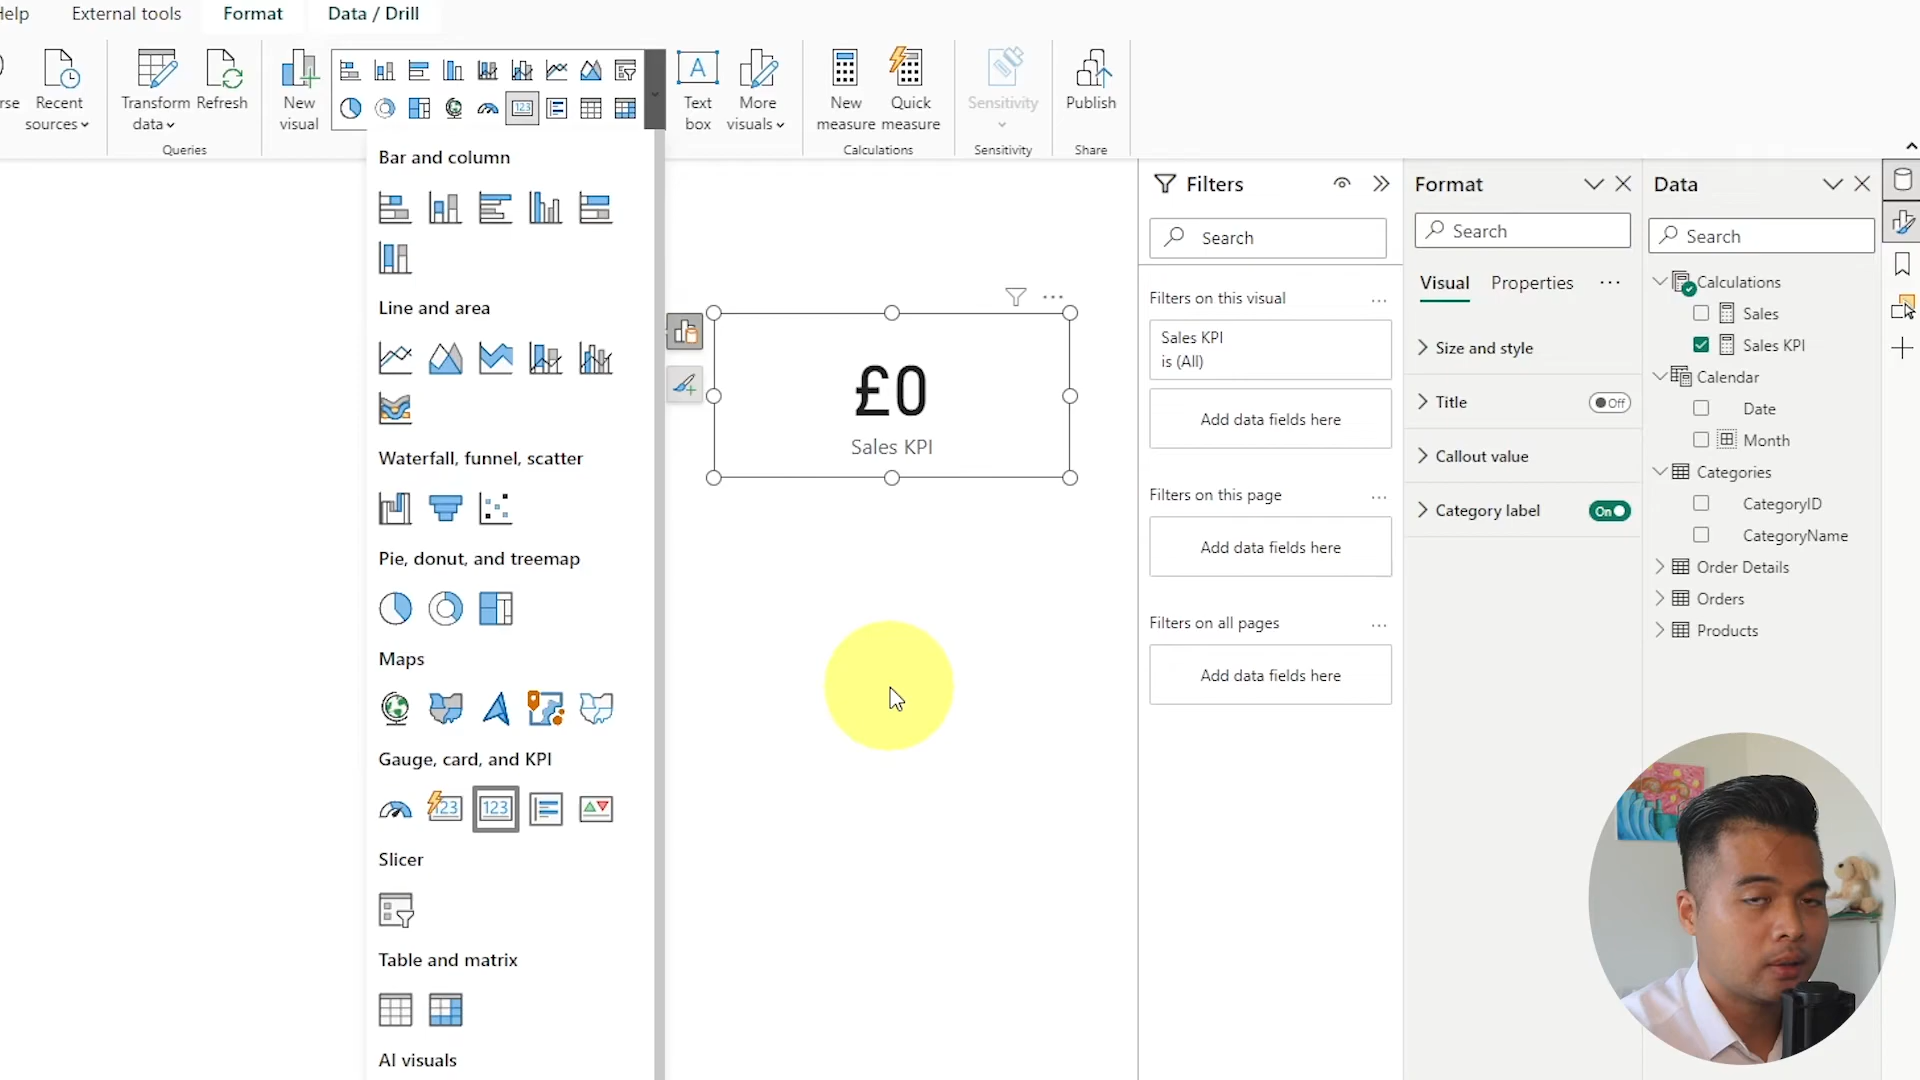 Help
External tools
Format
Data / Drill
Recent
sources
Transform
data
Refresh
Queries
New
visual
A
Text
box
More
visuals
New
measure
Quick
measure
Calculations
Sensitivity
Sensitivity
Publish
Share
123
Bar and column
Line and area
Waterfall, funnel, scatter
Pie, donut, and treemap
Maps
Gauge, card, and KPI
123
123
Slicer
Table and matrix
AI visuals
£0
Sales KPI
Filters
Search
Filters on this visual
Sales KPI
is (All)
Add data fields here
Filters on this page
Add data fields here
Filters on all pages
Add data fields here
Format
Search
Visual
Properties
Size and style
Title
Off
Callout value
Category label
On
Data
Search
Calculations
Sales
Sales KPI
Calendar
Date
Month
Categories
CategoryID
CategoryName
Order Details
Orders
Products